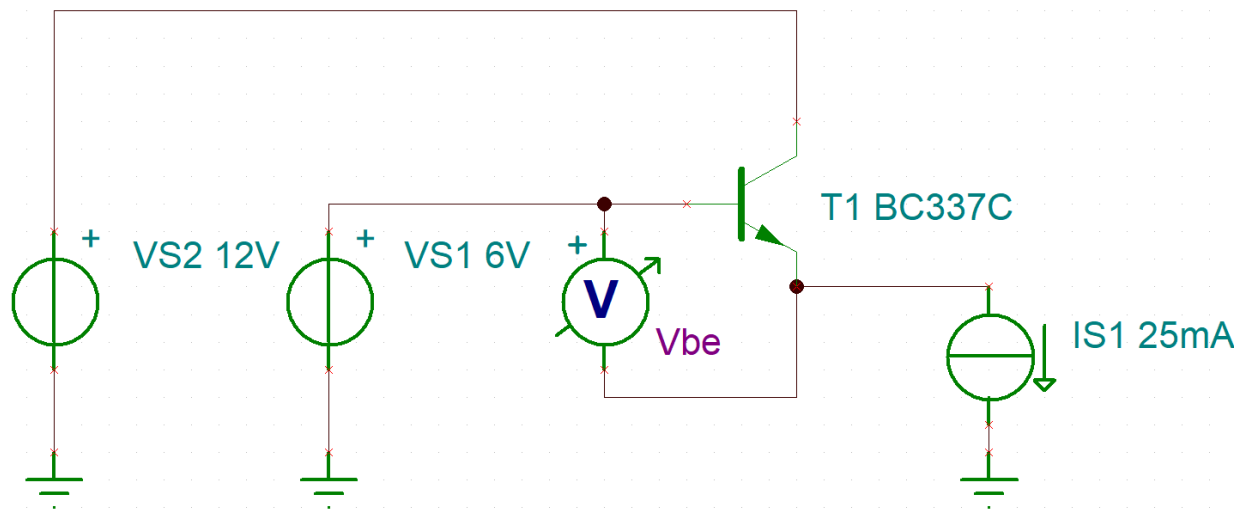 T1 BC337C
+
VS2 12V
+
VS1 6V
+
V
Vbe
IS1 25mA